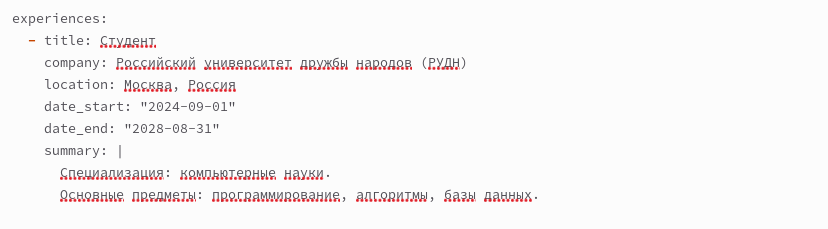 experiences:
  - title: Студент
    company: Российский университет дружбы народов (РУДН)
    location: Москва, Россия
    date_start: "2024-09-01"
    date_end: "2028-08-31"
    summary: |
      Специализация: компьютерные науки.
      Основные предметы: программирование, алгоритмы, базы данных.